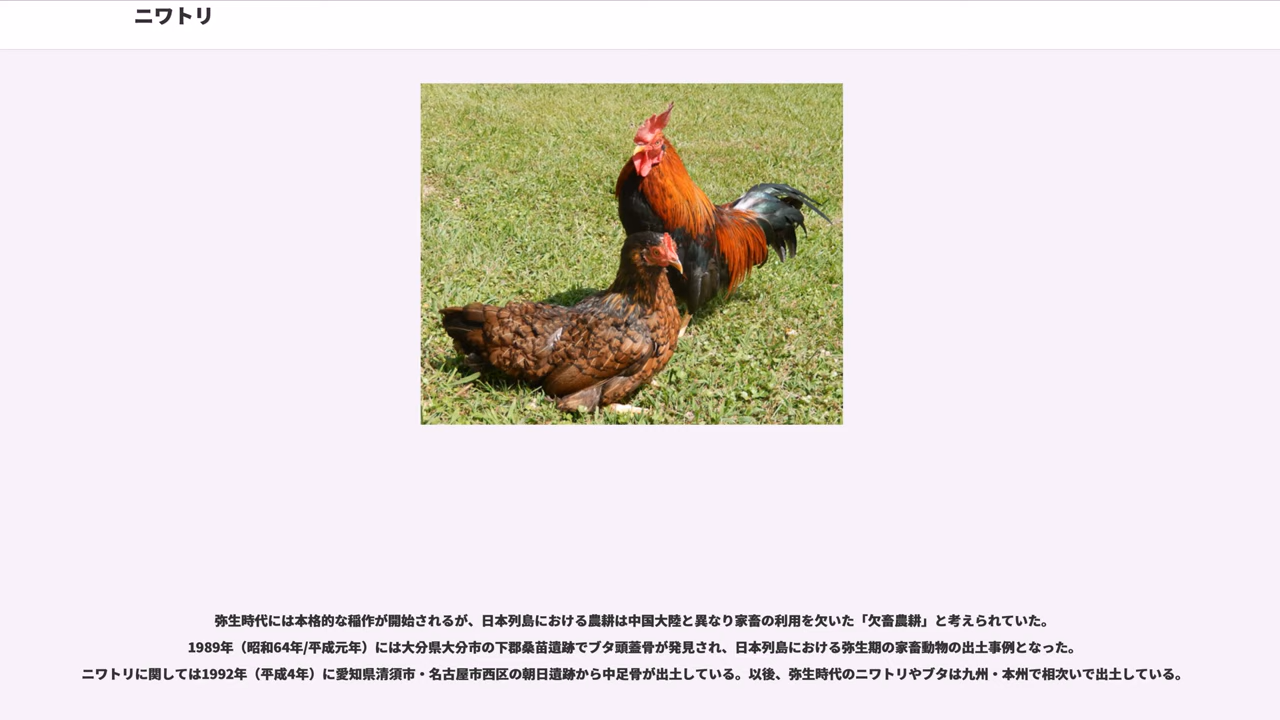 ニワトリ
弥生時代には本格的な稲作が開始されるが、日本列島における農耕は中国大陸と異なり家畜の利用を欠いた「欠畜農耕」と考えられていた。
1989年（昭和64年/平成元年）には大分県大分市の下郡桑苗遺跡でブタ頭蓋骨が発見され、日本列島における弥生期の家畜動物の出土事例となった。
ニワトリに関しては1992年（平成4年）に愛知県清須市・名古屋市西区の朝日遺跡から中足骨が出土している。以後、弥生時代のニワトリやブタは九州・本州で相次いで出土している。